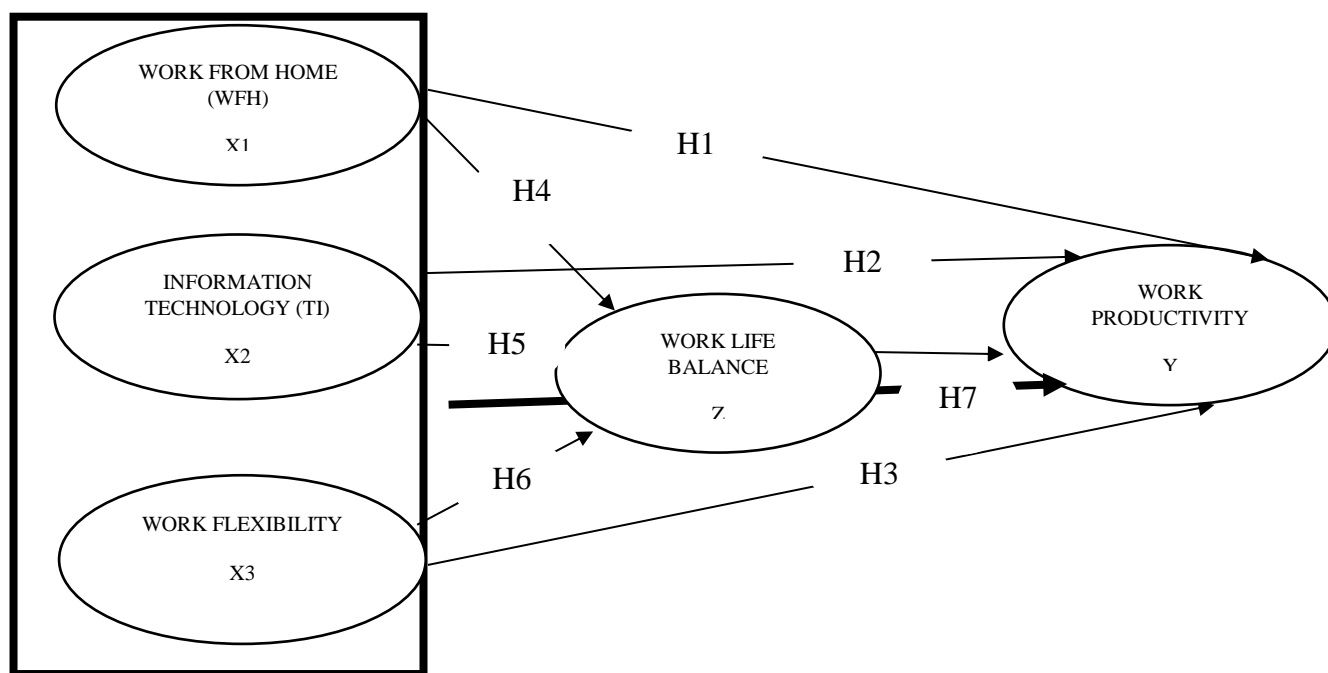 WORK FROM HOME
(WFH)
X1
H1
H4
INFORMATION
TECHNOLOGY (TI)
X2
H2
WORK
PRODUCTIVITY
Y
H5
WORK LIFE
BALANCE
Z
H7
H6
H3
WORK FLEXIBILITY
X3